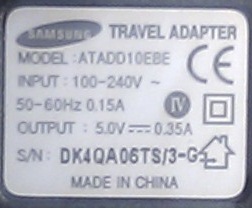 SAMSUNG TRAVEL ADAPTER
MODEL: ATADD10EBE
INPUT: 100-240V ~
50-60Hz 0.15A IV
OUTPUT: 5.0V ⎓ 0.35A
S/N: DK4QA06TS/3-G
MADE IN CHINA